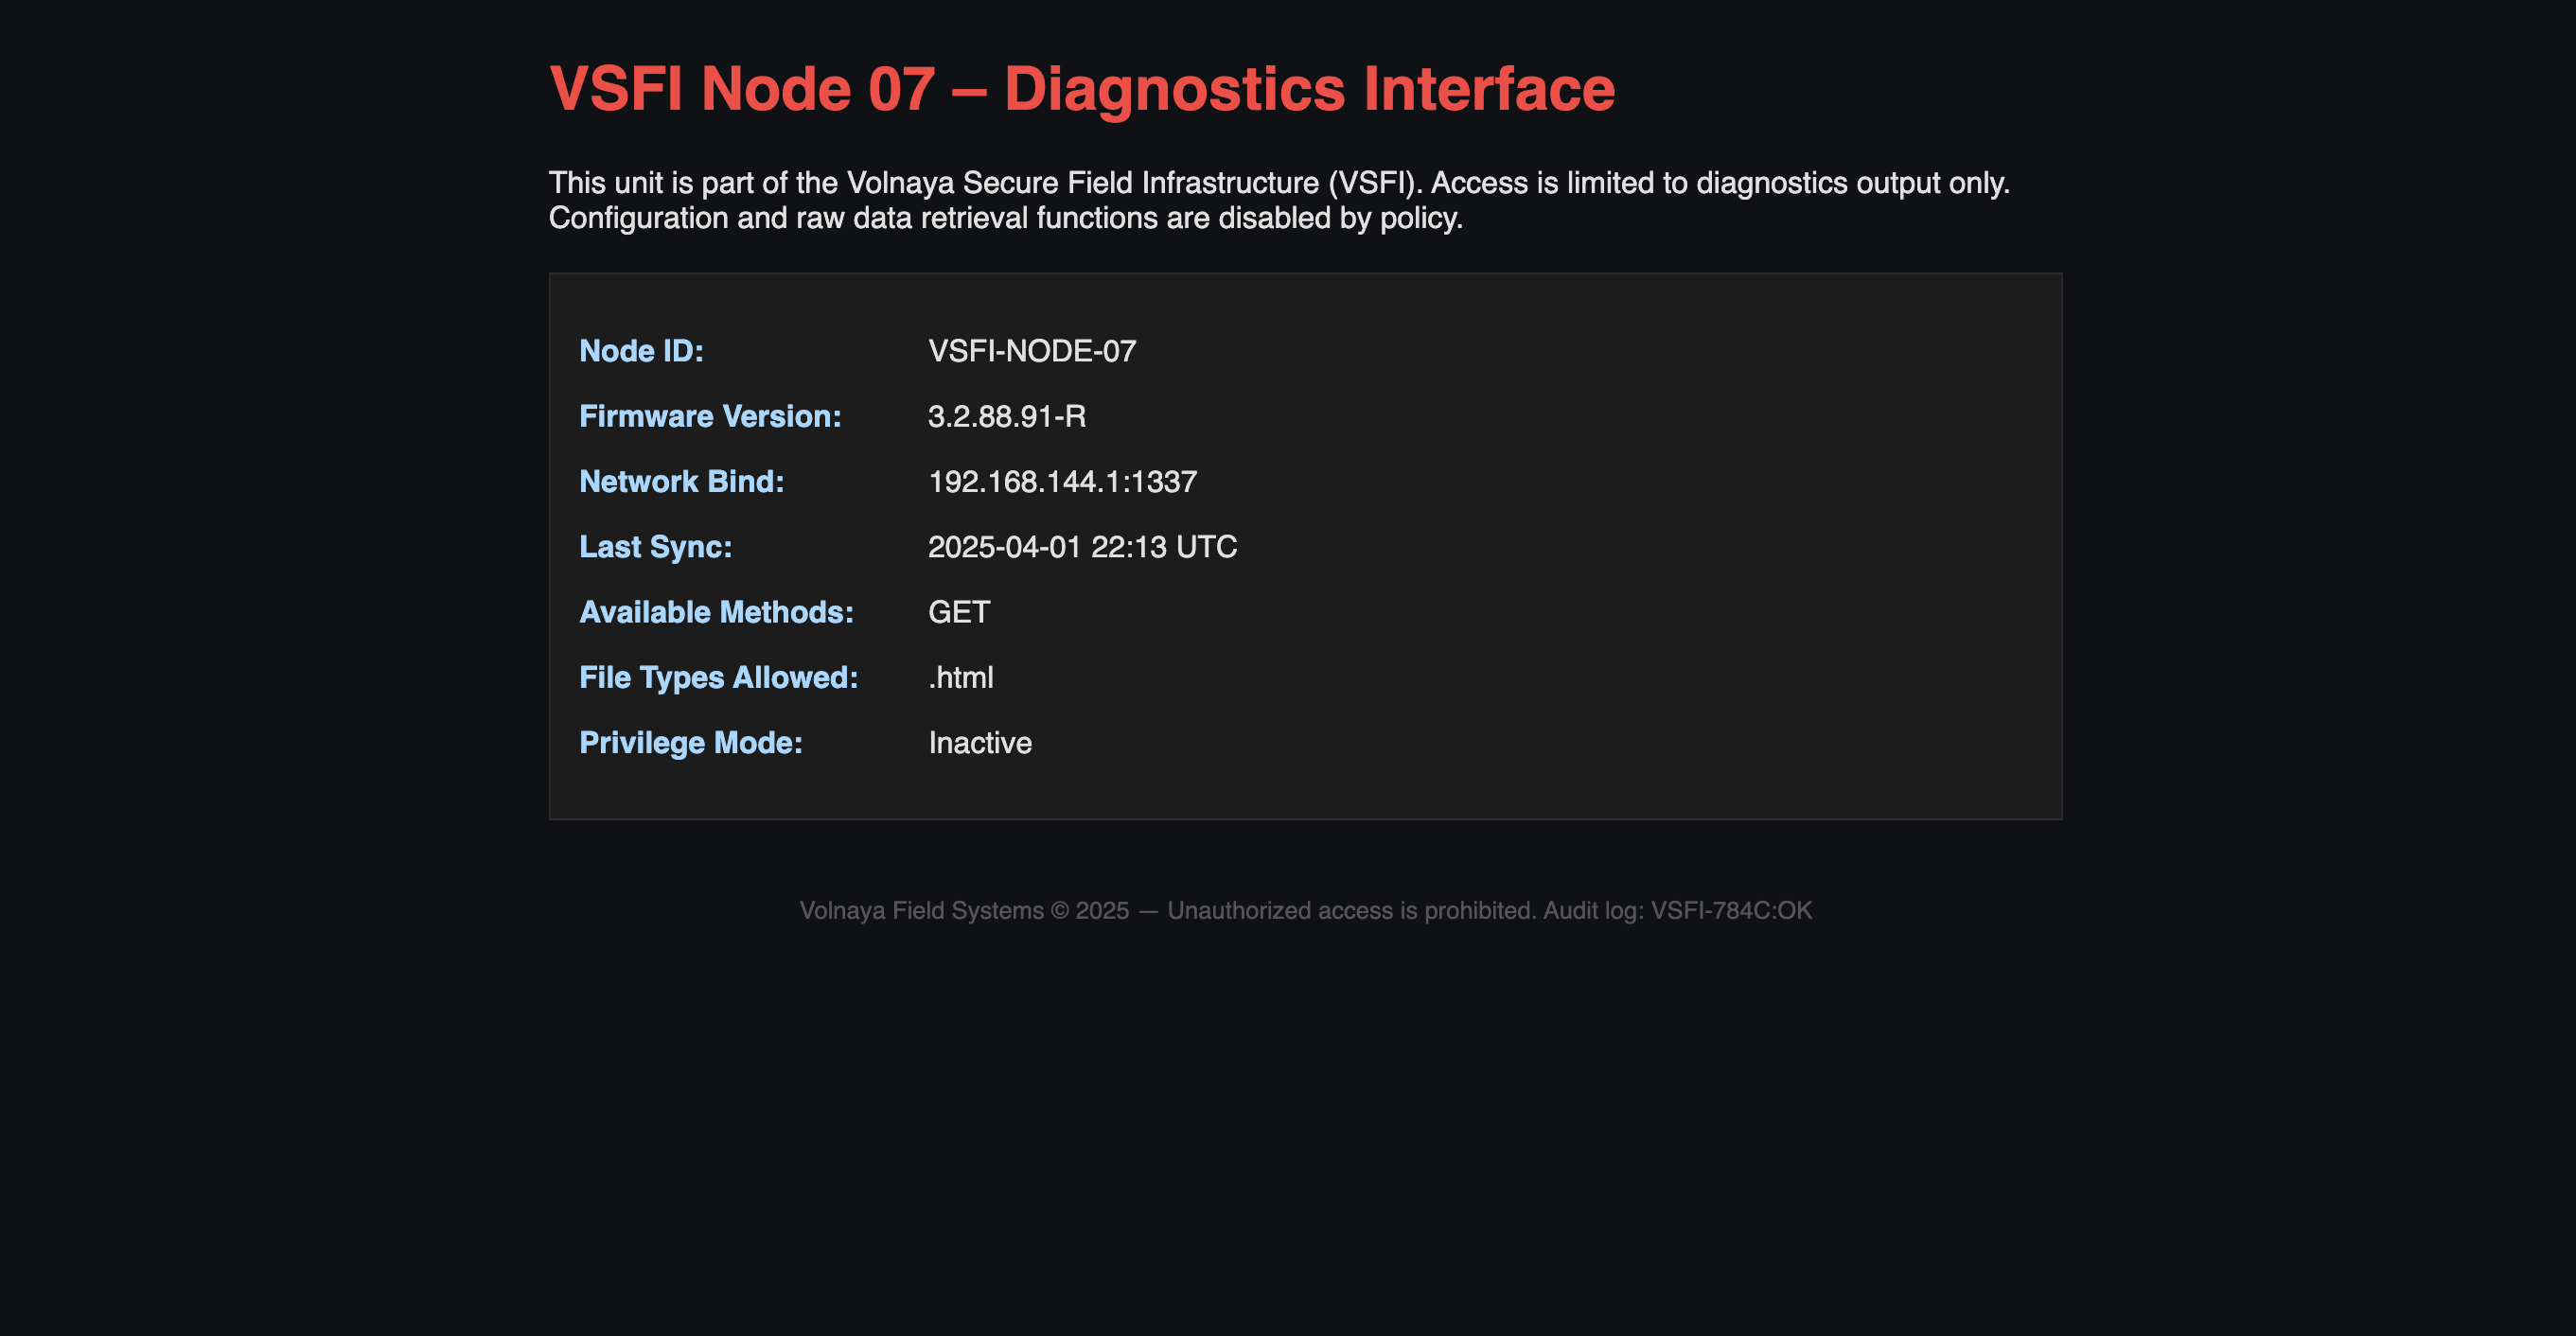 VSFI Node 07 – Diagnostics Interface
This unit is part of the Volnaya Secure Field Infrastructure (VSFI). Access is limited to diagnostics output only.
Configuration and raw data retrieval functions are disabled by policy.
Node ID: VSFI-NODE-07
Firmware Version: 3.2.88.91-R
Network Bind: 192.168.144.1:1337
Last Sync: 2025-04-01 22:13 UTC
Available Methods: GET
File Types Allowed: .html
Privilege Mode: Inactive
Volnaya Field Systems © 2025 — Unauthorized access is prohibited. Audit log: VSFI-784C:OK